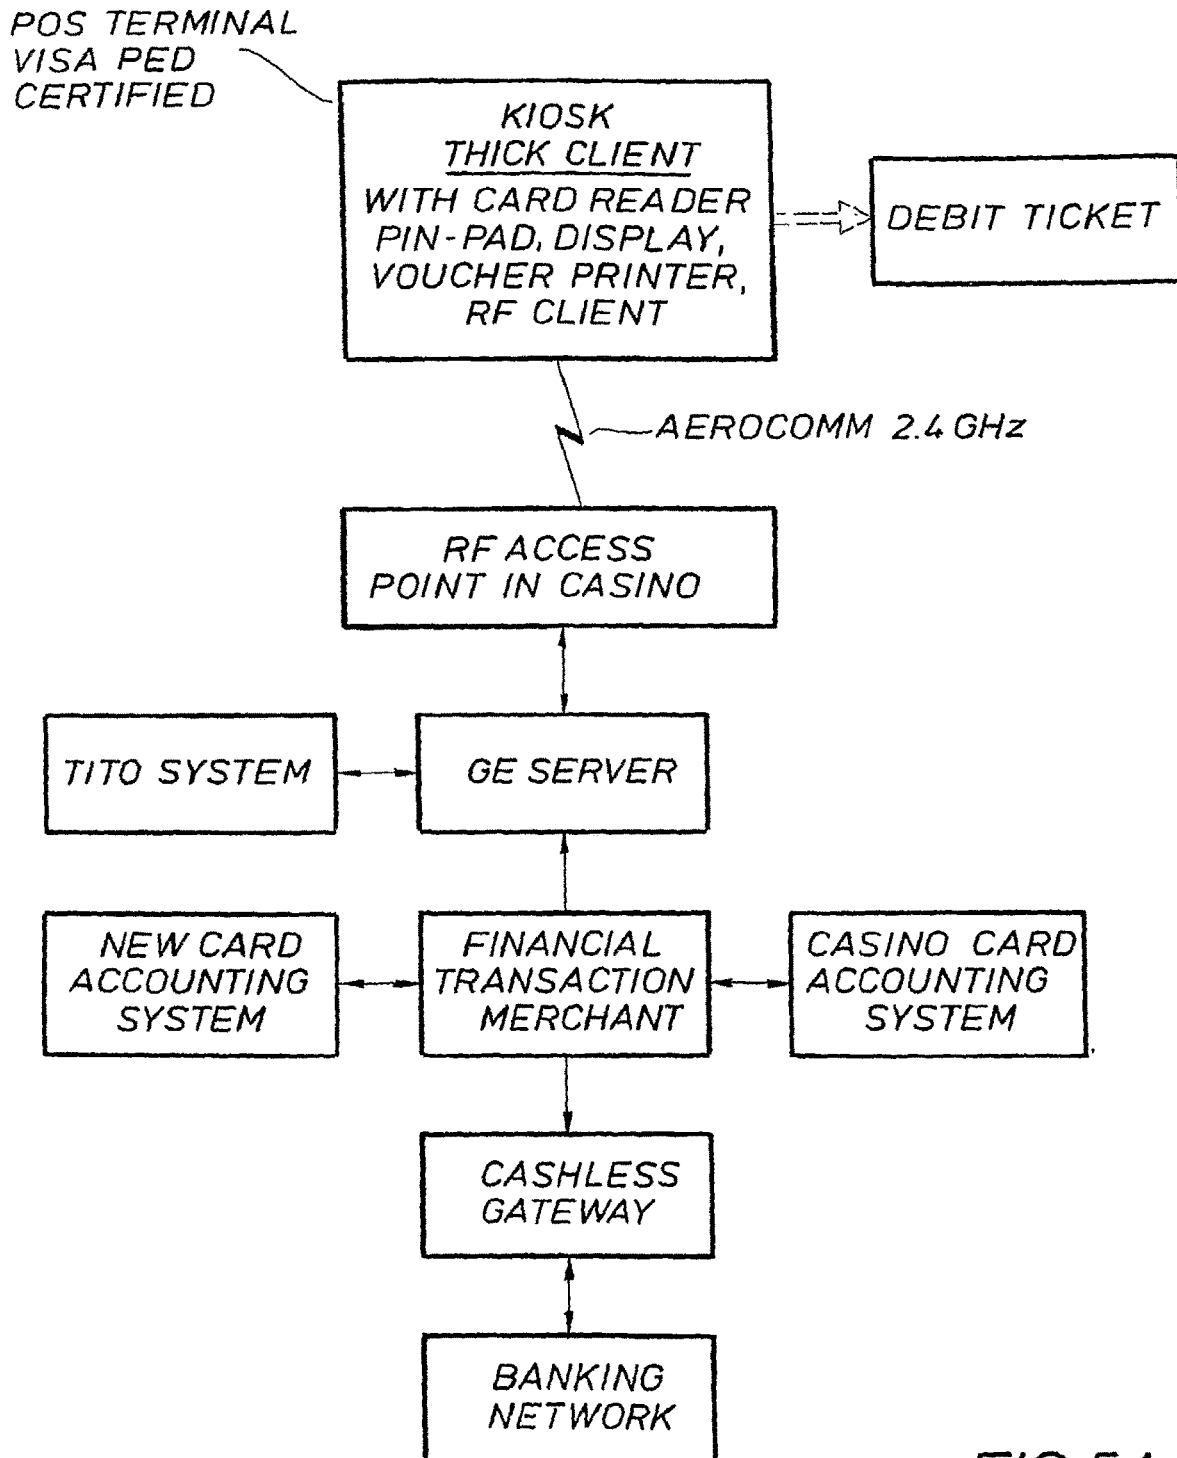 POS TERMINAL
VISA PED
CERTIFIED
KIOSK
THICK CLIENT
WITH CARD READER
PIN-PAD, DISPLAY,
VOUCHER PRINTER,
RF CLIENT
DEBIT TICKET
AEROCOMM 2.4 GHz
RF ACCESS
POINT IN CASINO
TITO SYSTEM
GE SERVER
NEW CARD
ACCOUNTING
SYSTEM
FINANCIAL
TRANSACTION
MERCHANT
CASINO CARD
ACCOUNTING
SYSTEM
CASHLESS
GATEWAY
BANKING
NETWORK